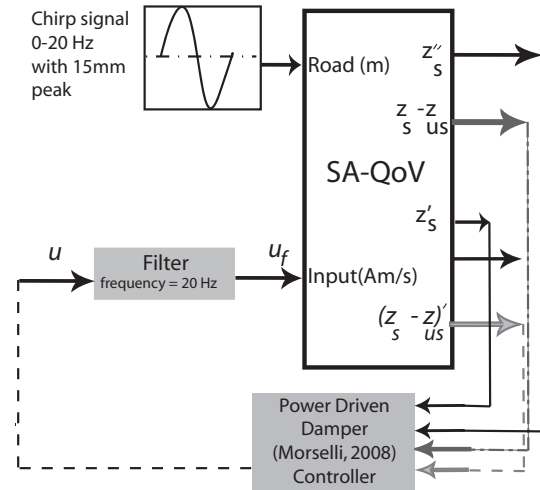 Chirp signal
0-20 Hz
with 15mm
peak
Road (m)
z''s
zs -zus
SA-QoV
z's
u
Filter
frequency = 20 Hz
uf
Input(Am/s)
(zs - z)'us
Power Driven
Damper
(Morselli, 2008)
Controller